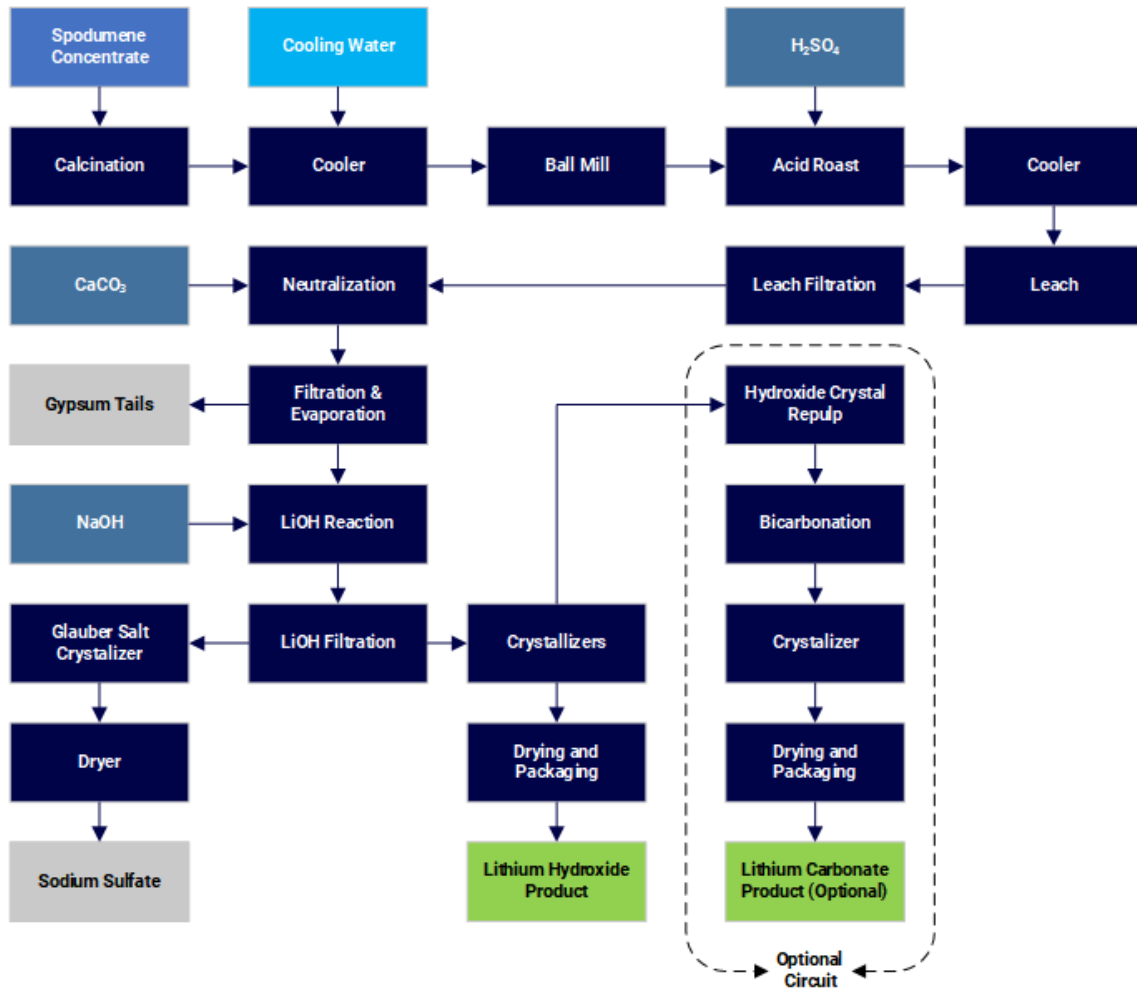 Spodumene
Concentrate
Cooling Water
H₂SO₄
Calcination
Cooler
Ball Mill
Acid Roast
Cooler
CaCO₃
Neutralization
Leach Filtration
Leach
Gypsum Tails
Filtration &
Evaporation
Hydroxide Crystal
Repulp
NaOH
LiOH Reaction
Bicarbonation
Glauber Salt
Crystalizer
LiOH Filtration
Crystallizers
Crystalizer
Dryer
Drying and
Packaging
Drying and
Packaging
Sodium Sulfate
Lithium Hydroxide
Product
Lithium Carbonate
Product (Optional)
Optional
Circuit